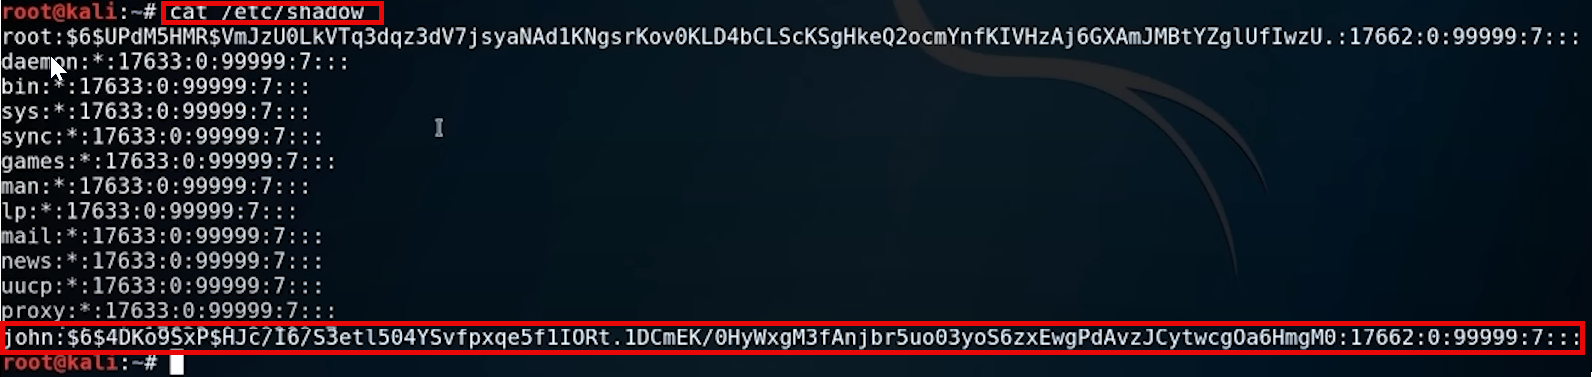 root@kali:~# cat /etc/shadow
root:$6$UPdM5HMR$VmJzU0LkVTq3dqz3dV7jsyaNAd1KNgsrKov0KLD4bCLScKSgHkeQ2ocmYnfKIVHzAj6GXAmJMBtYZglUfIwzU.:17662:0:99999:7:::
daemon:*:17633:0:99999:7:::
bin:*:17633:0:99999:7:::
sys:*:17633:0:99999:7:::
sync:*:17633:0:99999:7:::
games:*:17633:0:99999:7:::
man:*:17633:0:99999:7:::
lp:*:17633:0:99999:7:::
mail:*:17633:0:99999:7:::
news:*:17633:0:99999:7:::
uucp:*:17633:0:99999:7:::
proxy:*:17633:0:99999:7:::
john:$6$4DKo9SxP$HJc/I6/S3etl504YSvfpxqe5f1IORt.1DCmEK/0HyWxgM3fAnjbr5uo03yoS6zxEwgPdAvzJCytwcgOa6HmgM0:17662:0:99999:7:::
root@kali:~#